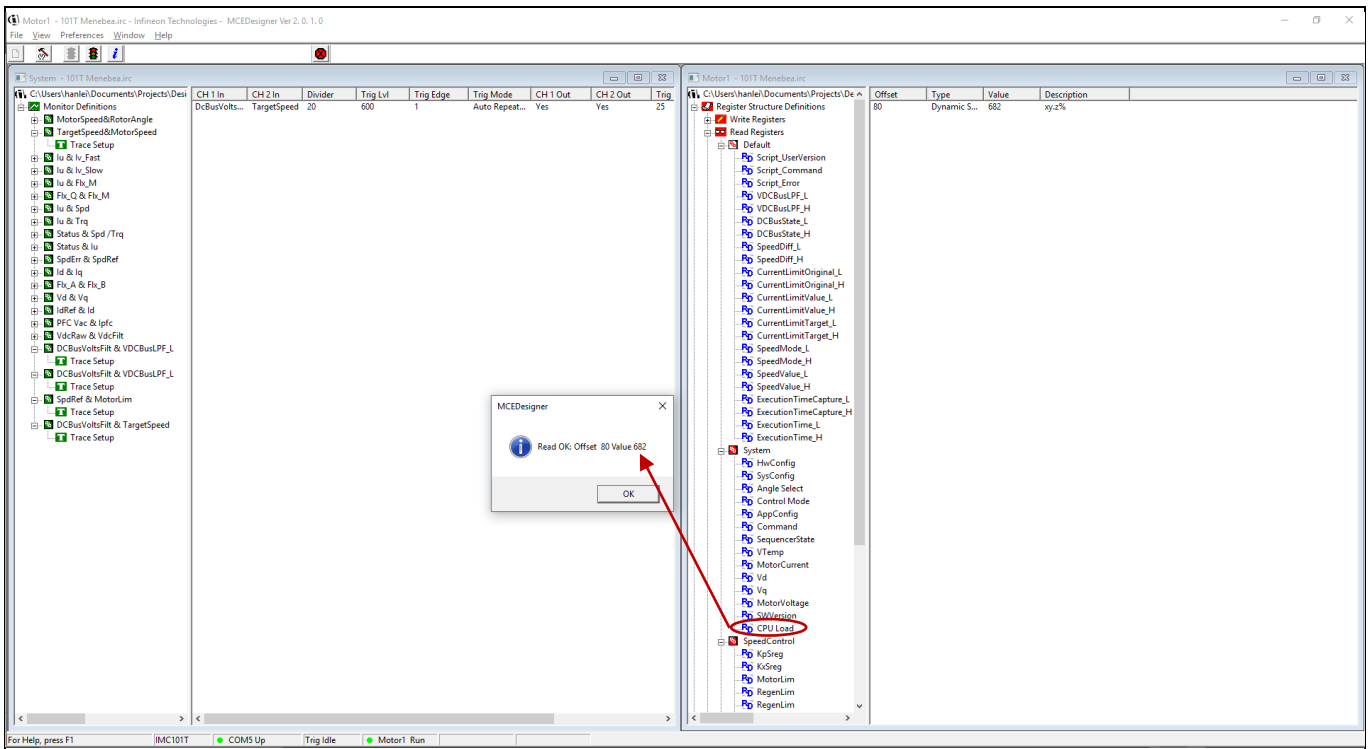 Motor1 - 101T Menebea.irc - Infineon Technologies - MCEDesigner Ver 2. 0. 1. 0
File View Preferences Window Help
System - 101T Menebea.irc
C:\Users\hanlei\Documents\Projects\Desi
CH 1 In CH 2 In Divider Trig Lvl Trig Edge Trig Mode CH 1 Out CH 2 Out Trig
DcBusVolts... TargetSpeed 20 600 1 Auto Repeat... Yes Yes 25
Monitor Definitions
MotorSpeed&RotorAngle
TargetSpeed&MotorSpeed
Trace Setup
Iu & Iv_Fast
Iu & Iv_Slow
Iu & Flx_M
Flx_Q & Flx_M
Iu & Spd
Iu & Trq
Status & Spd /Trq
Status & Iu
SpdErr & SpdRef
Id & Iq
Flx_A & Flx_B
Vd & Vq
IdRef & Id
PFC Vac & Ipfc
VdcRaw & VdcFilt
DCBusVoltsFilt & VDCBusLPF_L
Trace Setup
DCBusVoltsFilt & VDCBusLPF_L
Trace Setup
SpdRef & MotorLim
Trace Setup
DCBusVoltsFilt & TargetSpeed
Trace Setup
MCEDesigner
Read OK: Offset 80 Value 682
OK
Motor1 - 101T Menebea.irc
C:\Users\hanlei\Documents\Projects\De
Offset Type Value Description
80 Dynamic S... 682 xy.z%
Register Structure Definitions
Write Registers
Read Registers
Default
Script_UserVersion
Script_Command
Script_Error
VDCBusLPF_L
VDCBusLPF_H
DCBusState_L
DCBusState_H
SpeedDiff_L
SpeedDiff_H
CurrentLimitOriginal_L
CurrentLimitOriginal_H
CurrentLimitValue_L
CurrentLimitValue_H
CurrentLimitTarget_L
CurrentLimitTarget_H
SpeedMode_L
SpeedMode_H
SpeedValue_L
SpeedValue_H
ExecutionTimeCapture_L
ExecutionTimeCapture_H
ExecutionTime_L
ExecutionTime_H
System
HwConfig
SysConfig
Angle Select
Control Mode
AppConfig
Command
SequencerState
VTemp
MotorCurrent
Vd
Vq
MotorVoltage
SWVersion
CPU Load
SpeedControl
KpSreg
KxSreg
MotorLim
RegenLim
RegenLim
For Help, press F1 IMC101T COM5 Up Trig Idle Motor1 Run